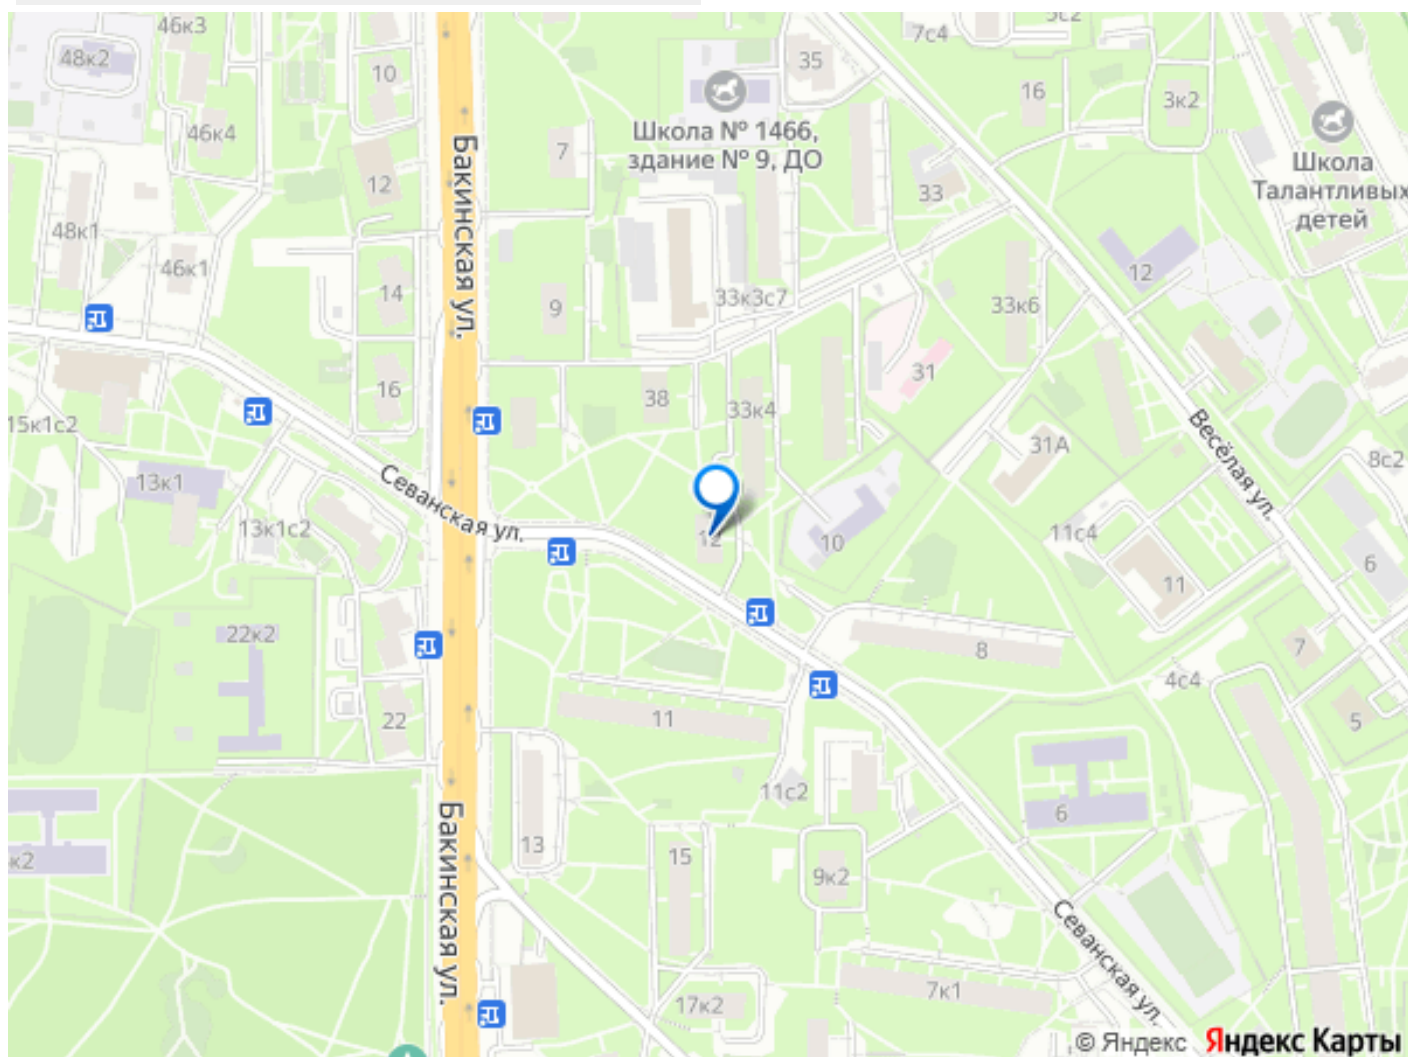 46к3
5с2
7с4
48к2
35
10
16
3к2
Школа № 1466,
здание № 9, ДО
46к4
7
Школа
Талантливых
детей
Бакинская ул.
12
33
48к1
46к1
12
14
33к3с7
33к6
9
31
16
38
33к4
15к1с2
Весёлая ул.
31А
8с2
13к1
Севанская ул.
13к1с2
12
10
11с4
6
11
22к2
8
7
4с4
22
11
5
11с2
6
Бакинская ул.
13
15
к2
9к2
Севанская ул.
7к1
17к2
© Яндекс Яндекс Карты